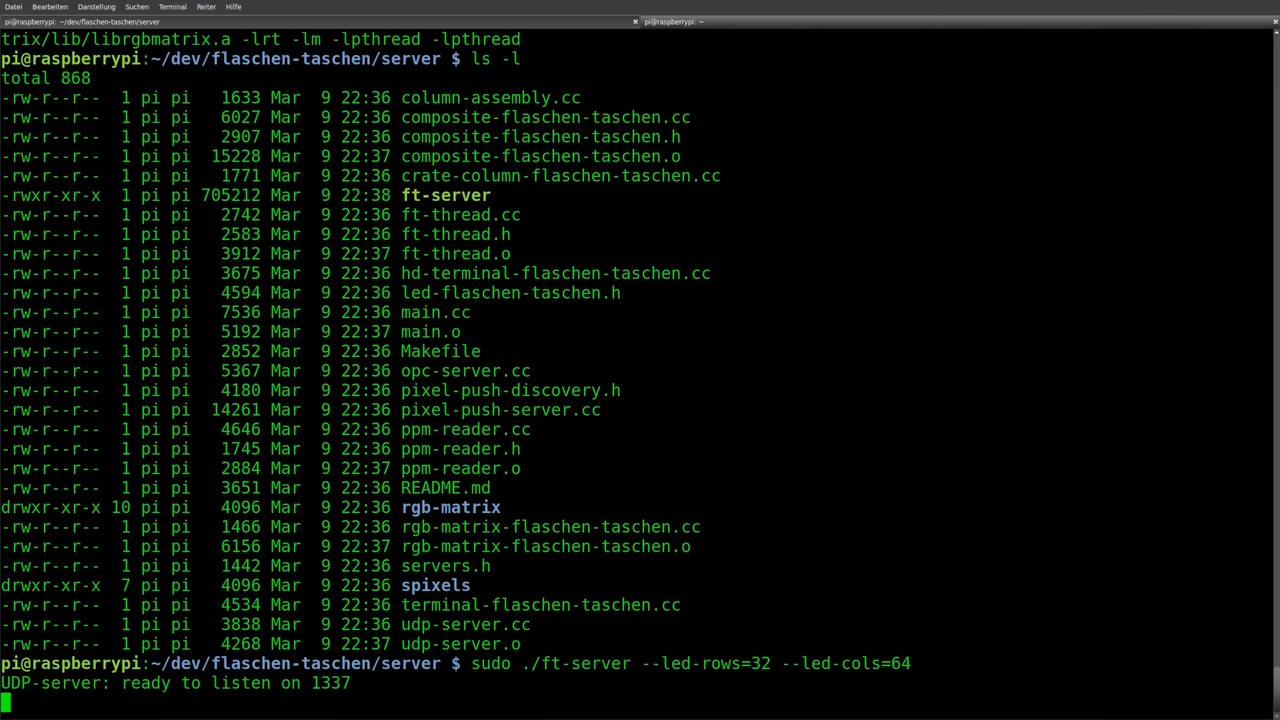 Datei Bearbeiten Darstellung Suchen Terminal Reiter Hilfe
pi@raspberrypi: ~/dev/flaschen-taschen/server pi@raspberrypi: ~
trix/lib/librgbmatrix.a -lrt -lm -lpthread -lpthread
pi@raspberrypi:~/dev/flaschen-taschen/server $ ls -l
total 868
-rw-r--r-- 1 pi pi 1633 Mar 9 22:36 column-assembly.cc
-rw-r--r-- 1 pi pi 6027 Mar 9 22:36 composite-flaschen-taschen.cc
-rw-r--r-- 1 pi pi 2907 Mar 9 22:36 composite-flaschen-taschen.h
-rw-r--r-- 1 pi pi 15228 Mar 9 22:37 composite-flaschen-taschen.o
-rw-r--r-- 1 pi pi 1771 Mar 9 22:36 crate-column-flaschen-taschen.cc
-rwxr-xr-x 1 pi pi 705212 Mar 9 22:38 ft-server
-rw-r--r-- 1 pi pi 2742 Mar 9 22:36 ft-thread.cc
-rw-r--r-- 1 pi pi 2583 Mar 9 22:36 ft-thread.h
-rw-r--r-- 1 pi pi 3912 Mar 9 22:37 ft-thread.o
-rw-r--r-- 1 pi pi 3675 Mar 9 22:36 hd-terminal-flaschen-taschen.cc
-rw-r--r-- 1 pi pi 4594 Mar 9 22:36 led-flaschen-taschen.h
-rw-r--r-- 1 pi pi 7536 Mar 9 22:36 main.cc
-rw-r--r-- 1 pi pi 5192 Mar 9 22:37 main.o
-rw-r--r-- 1 pi pi 2852 Mar 9 22:36 Makefile
-rw-r--r-- 1 pi pi 5367 Mar 9 22:36 opc-server.cc
-rw-r--r-- 1 pi pi 4180 Mar 9 22:36 pixel-push-discovery.h
-rw-r--r-- 1 pi pi 14261 Mar 9 22:36 pixel-push-server.cc
-rw-r--r-- 1 pi pi 4646 Mar 9 22:36 ppm-reader.cc
-rw-r--r-- 1 pi pi 1745 Mar 9 22:36 ppm-reader.h
-rw-r--r-- 1 pi pi 2884 Mar 9 22:37 ppm-reader.o
-rw-r--r-- 1 pi pi 3651 Mar 9 22:36 README.md
drwxr-xr-x 10 pi pi 4096 Mar 9 22:36 rgb-matrix
-rw-r--r-- 1 pi pi 1466 Mar 9 22:36 rgb-matrix-flaschen-taschen.cc
-rw-r--r-- 1 pi pi 6156 Mar 9 22:37 rgb-matrix-flaschen-taschen.o
-rw-r--r-- 1 pi pi 1442 Mar 9 22:36 servers.h
drwxr-xr-x 7 pi pi 4096 Mar 9 22:36 spixels
-rw-r--r-- 1 pi pi 4534 Mar 9 22:36 terminal-flaschen-taschen.cc
-rw-r--r-- 1 pi pi 3838 Mar 9 22:36 udp-server.cc
-rw-r--r-- 1 pi pi 4268 Mar 9 22:37 udp-server.o
pi@raspberrypi:~/dev/flaschen-taschen/server $ sudo ./ft-server --led-rows=32 --led-cols=64
UDP-server: ready to listen on 1337